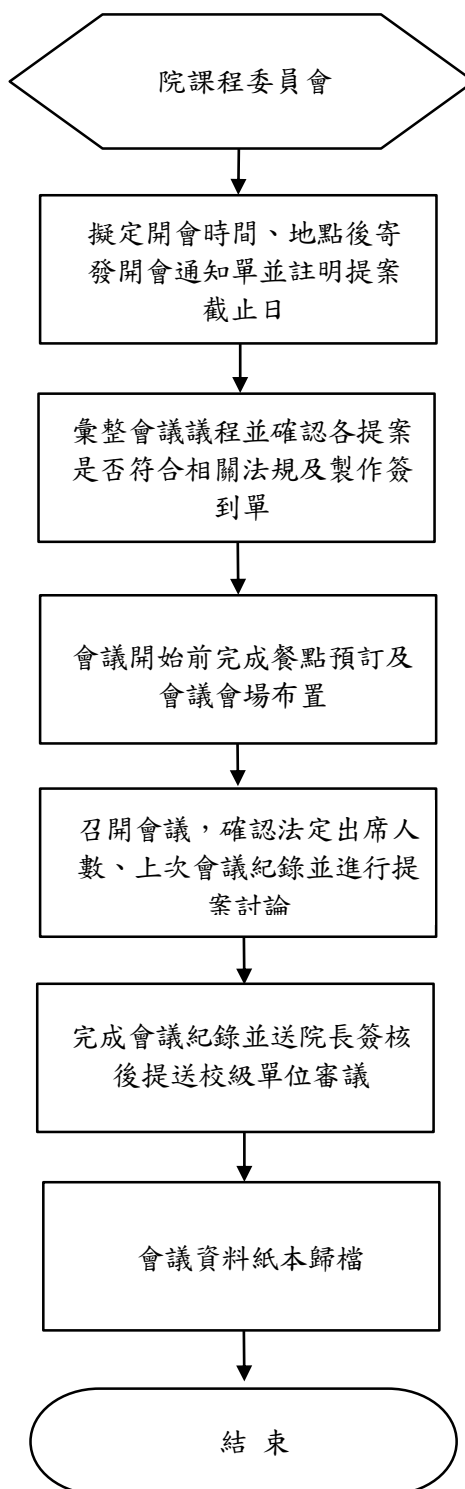 院課程委員會
擬定開會時間、地點後寄
發開會通知單並註明提案
截止日
彙整會議議程並確認各提案
是否符合相關法規及製作簽
到單
會議開始前完成餐點預訂及
會議會場布置
召開會議，確認法定出席人
數、上次會議紀錄並進行提
案討論
完成會議紀錄並送院長簽核
後提送校級單位審議
會議資料紙本歸檔
結 束